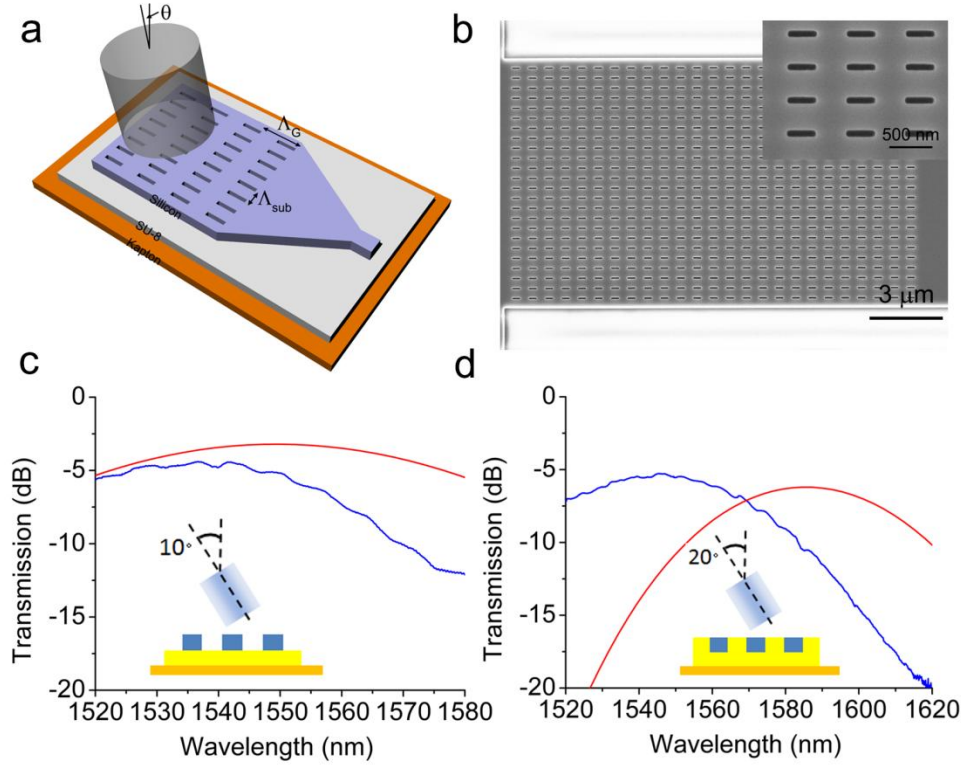 a
θ
Λ_G
Λ_sub
Silicon
SU-8
Kapton
b
500 nm
3 μm
c
0
-5
-10
-15
-20
Transmission (dB)
10°
1520 1530 1540 1550 1560 1570 1580
Wavelength (nm)
d
0
-5
-10
-15
-20
Transmission (dB)
20°
1520 1540 1560 1580 1600 1620
Wavelength (nm)